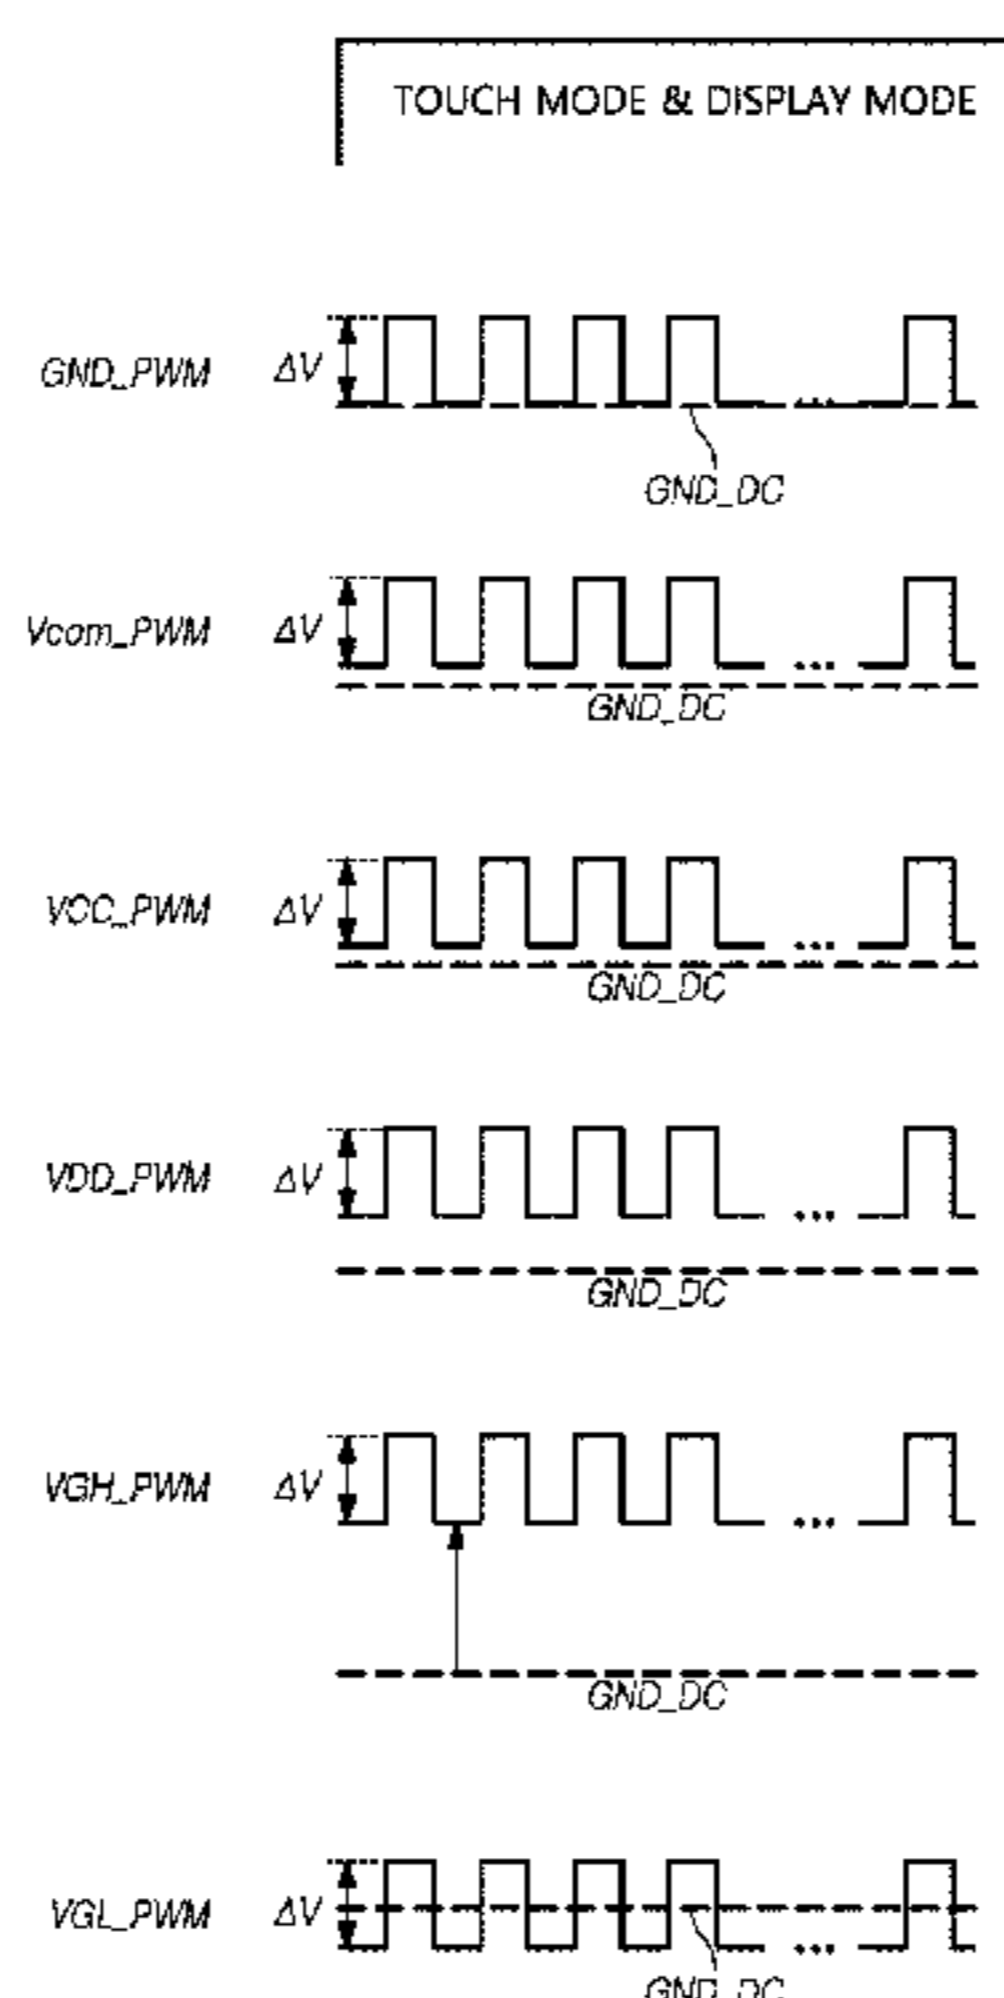 TOUCH MODE & DISPLAY MODE
GND_PWM ΔV
GND_DC
Vcom_PWM ΔV
GND_DC
VCC_PWM ΔV
...
GND_DC
VDD_PWM ΔV
...
GND_DC
VGH_PWM ΔV
...
GND_DC
VGL_PWM ΔV
...
GND_DC